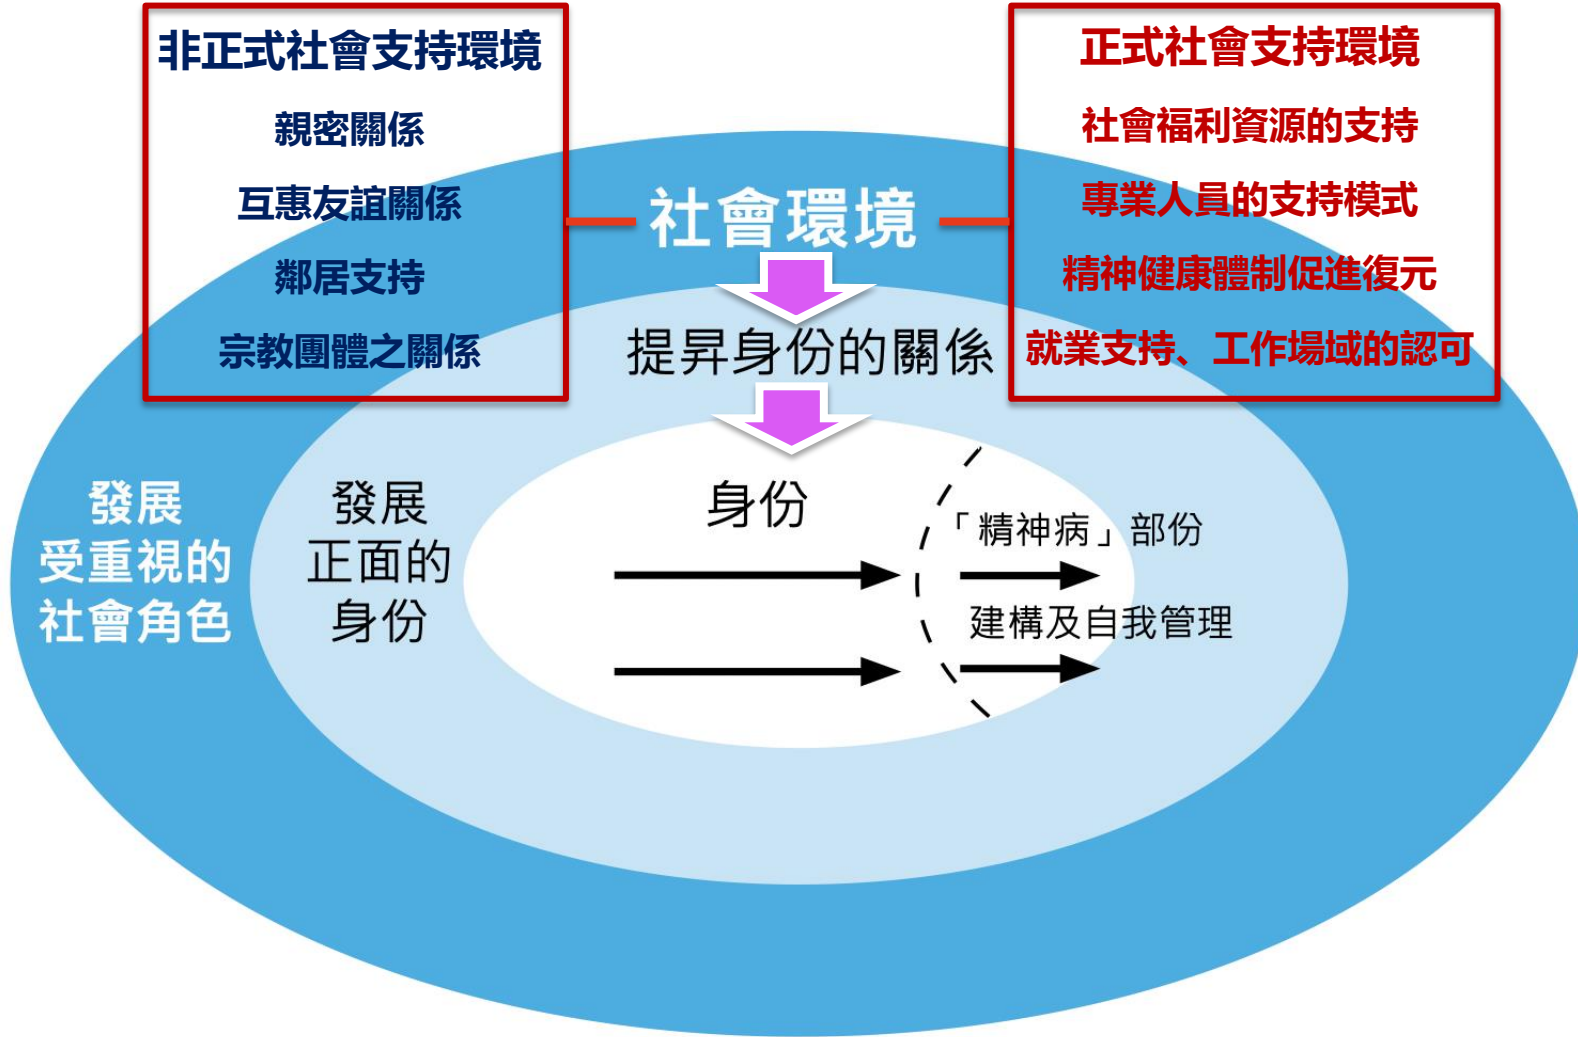 非正式社會支持環境
親密關係
互惠友誼關係
鄰居支持
宗教團體之關係
正式社會支持環境
社會福利資源的支持
專業人員的支持模式
精神健康體制促進復元
就業支持、工作場域的認可
社會環境
提昇身份的關係
發展
受重視的
社會角色
發展
正面的
身份
身份
「精神病」部份
建構及自我管理